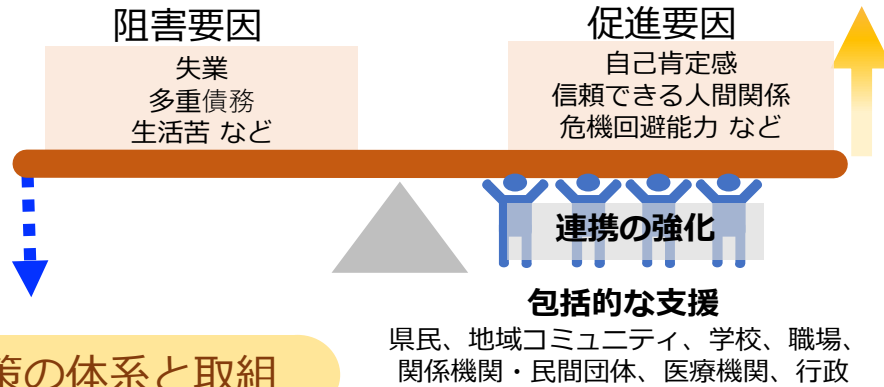 阻害要因
失業
多重債務
生活苦 など
促進要因
自己肯定感
信頼できる人間関係
危機回避能力 など
連携の強化
包括的な支援
県民、地域コミュニティ、学校、職場、
関係機関・民間団体、医療機関、行政
策の体系と取組